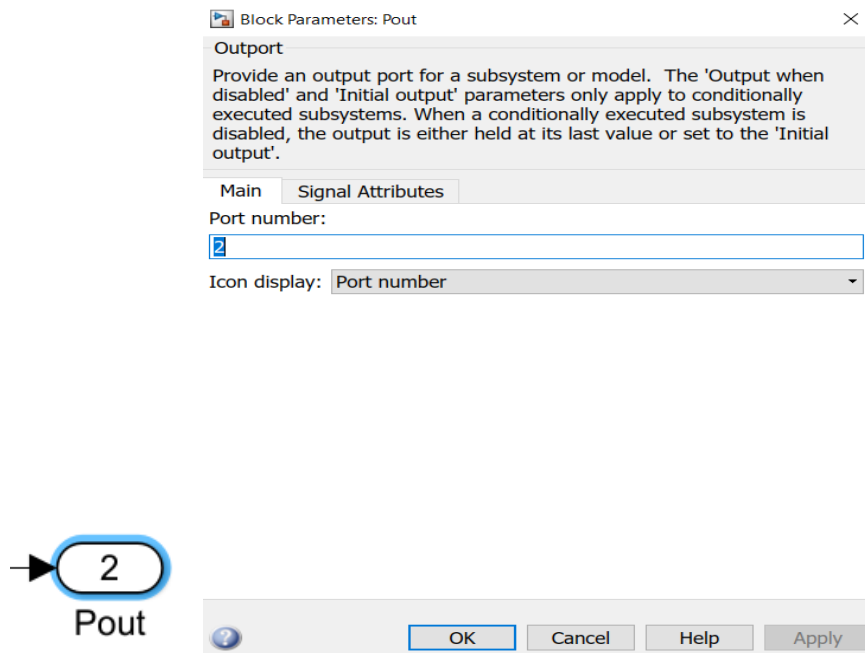 Block Parameters: Pout
Outport
Provide an output port for a subsystem or model. The 'Output when
disabled' and 'Initial output' parameters only apply to conditionally
executed subsystems. When a conditionally executed subsystem is
disabled, the output is either held at its last value or set to the 'Initial
output'.
Main Signal Attributes
Port number:
2
Icon display: Port number
2
Pout
? OK Cancel Help Apply